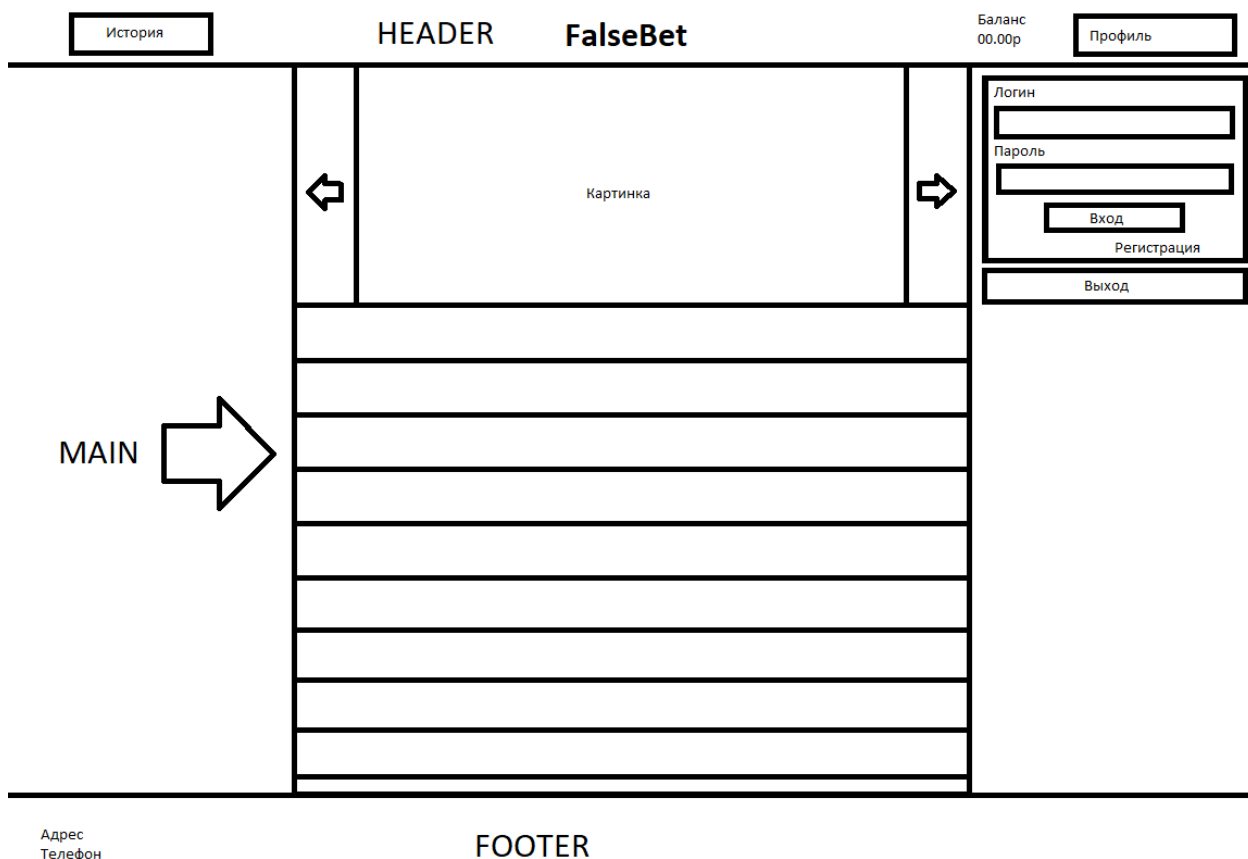 История
HEADER
FalseBet
Баланс
00.00р
Профиль
Картинка
Логин
Пароль
Вход
Регистрация
Выход
MAIN
Адрес
Телефон
FOOTER